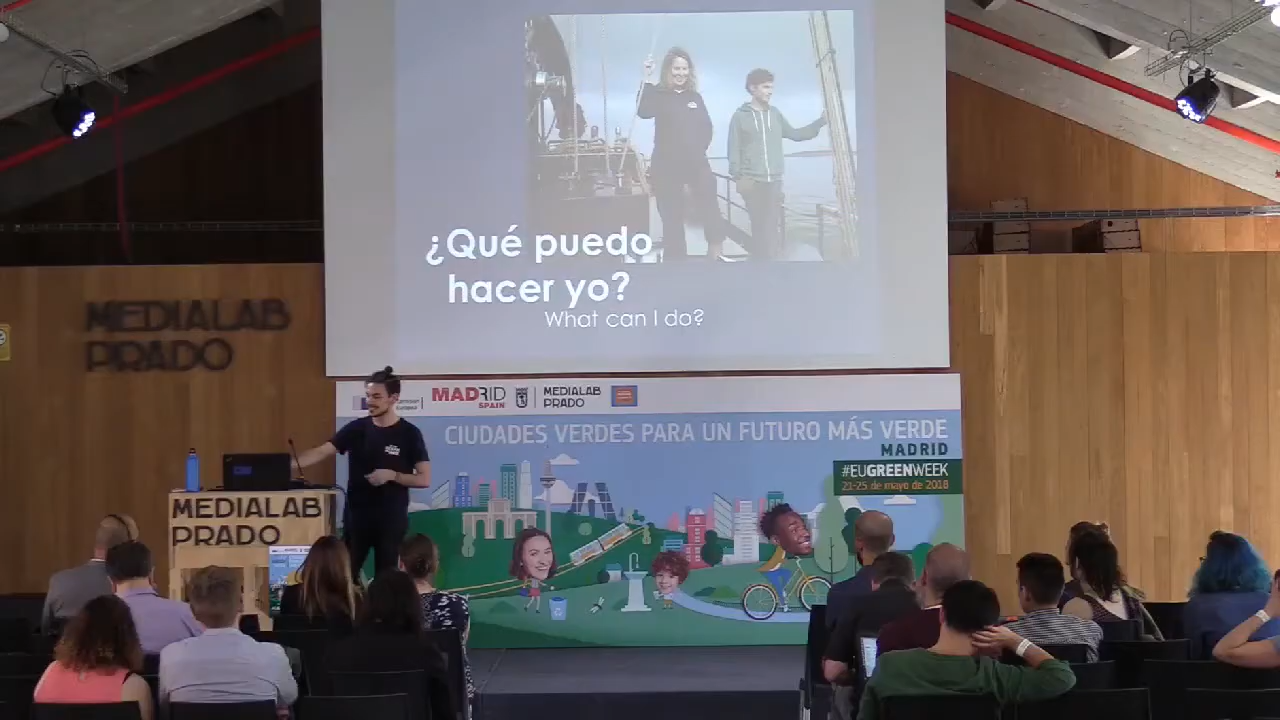 ¿Qué puedo
hacer yo?
What can I do?
MEDIALAB
PRADO
MADRID
SPAIN
MEDIALAB
PRADO
CIUDADES VERDES PARA UN FUTURO MÁS VERDE
MADRID
#EUGREENWEEK
21-25 de mayo de 2018
MEDIALAB
PRADO